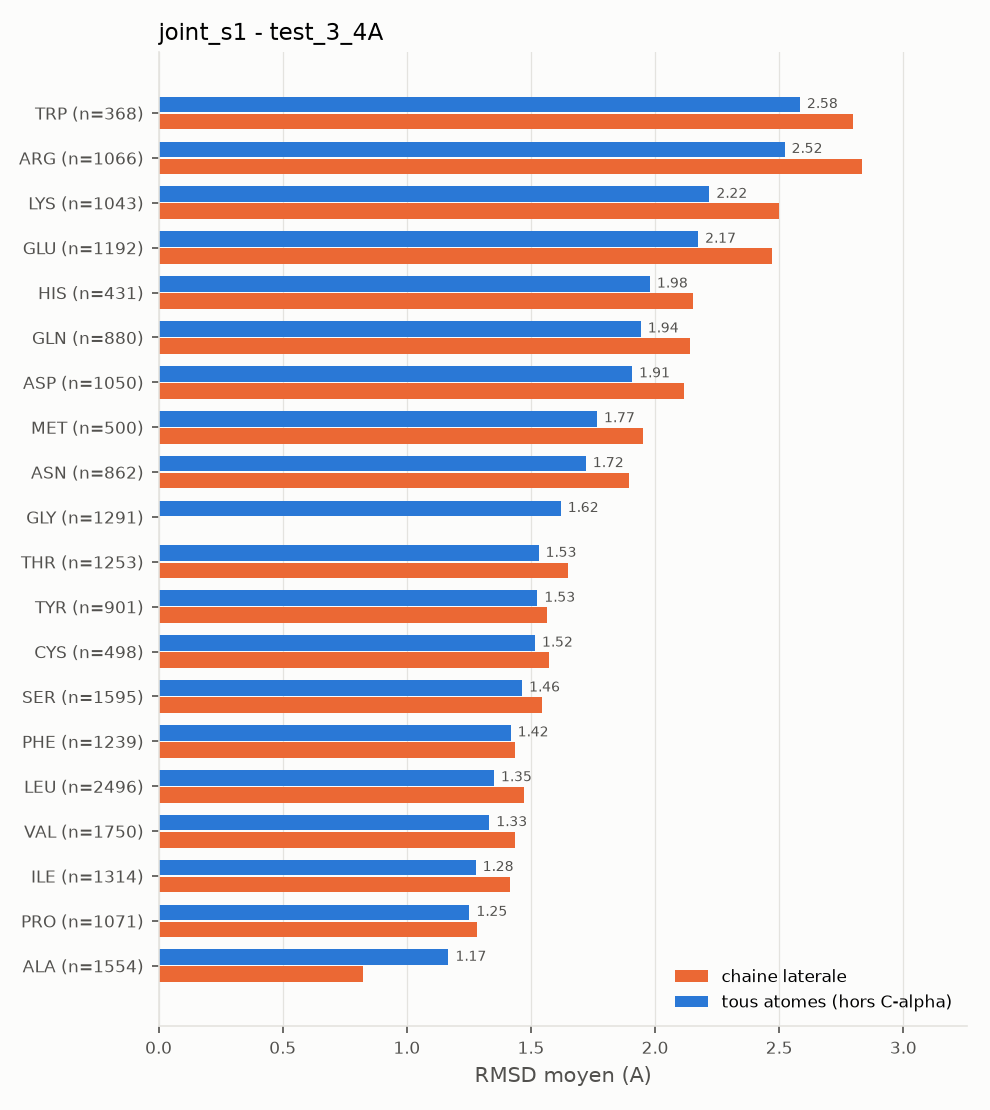 joint_s1 - test_3_4A
TRP (n=368) 2.58
ARG (n=1066) 2.52
LYS (n=1043) 2.22
GLU (n=1192) 2.17
HIS (n=431) 1.98
GLN (n=880) 1.94
ASP (n=1050) 1.91
MET (n=500) 1.77
ASN (n=862) 1.72
GLY (n=1291) 1.62
THR (n=1253) 1.53
TYR (n=901) 1.53
CYS (n=498) 1.52
SER (n=1595) 1.46
PHE (n=1239) 1.42
LEU (n=2496) 1.35
VAL (n=1750) 1.33
ILE (n=1314) 1.28
PRO (n=1071) 1.25
ALA (n=1554) 1.17
chaine laterale
tous atomes (hors C-alpha)
0.0 0.5 1.0 1.5 2.0 2.5 3.0
RMSD moyen (A)